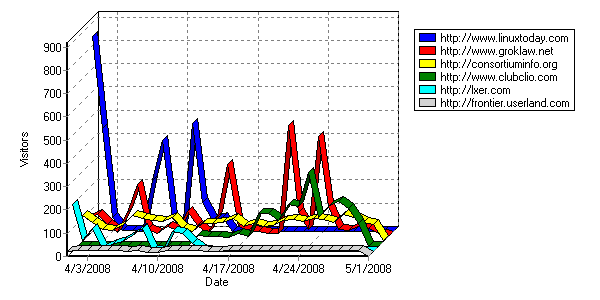 900
800
700
600
500
400
300
200
100
0
Visitors
4/3/2008
4/10/2008
4/17/2008
4/24/2008
5/1/2008
Date
http://www.linuxtoday.com
http://www.groklaw.net
http://consortiuminfo.org
http://www.clubclio.com
http://lxer.com
http://frontier.userland.com